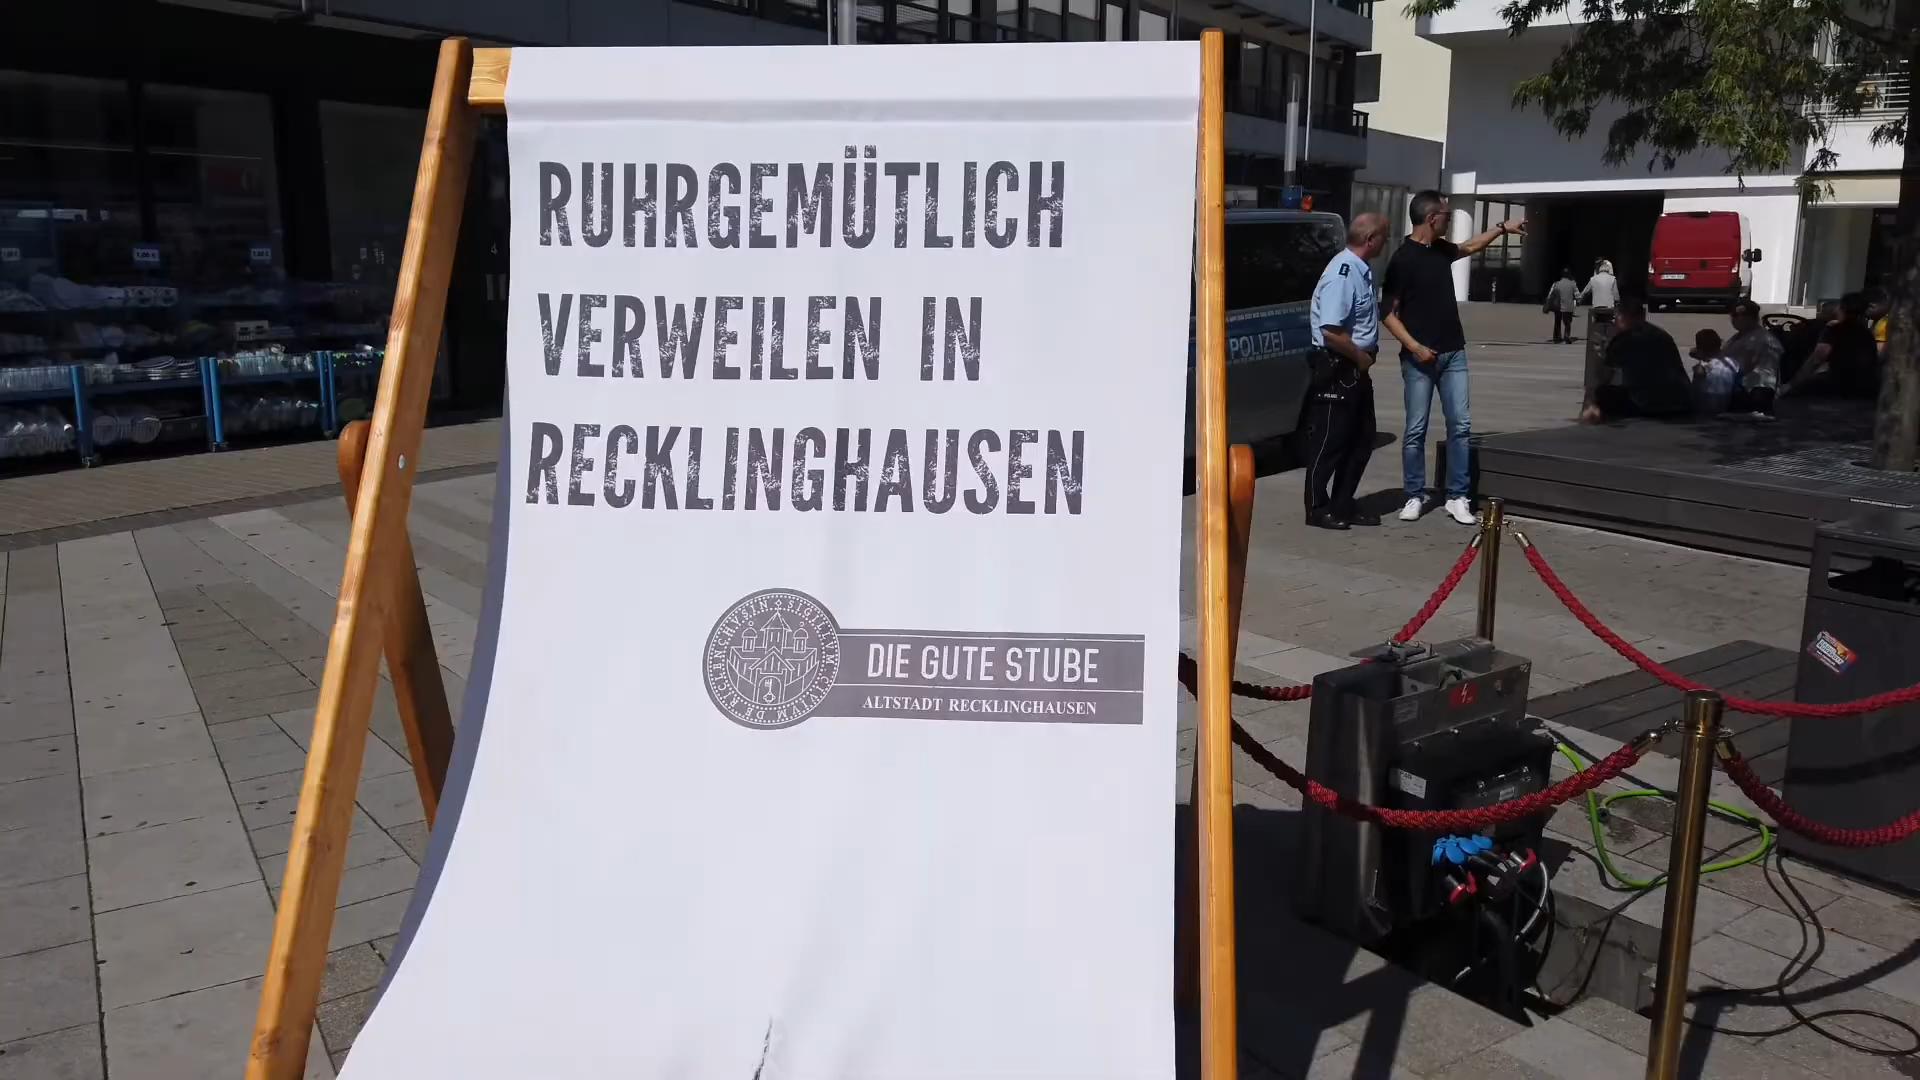 RUHRGEMÜTLICH
VERWEILEN IN
RECKLINGHAUSEN
DIE GUTE STUBE
ALTSTADT RECKLINGHAUSEN
POLIZEI